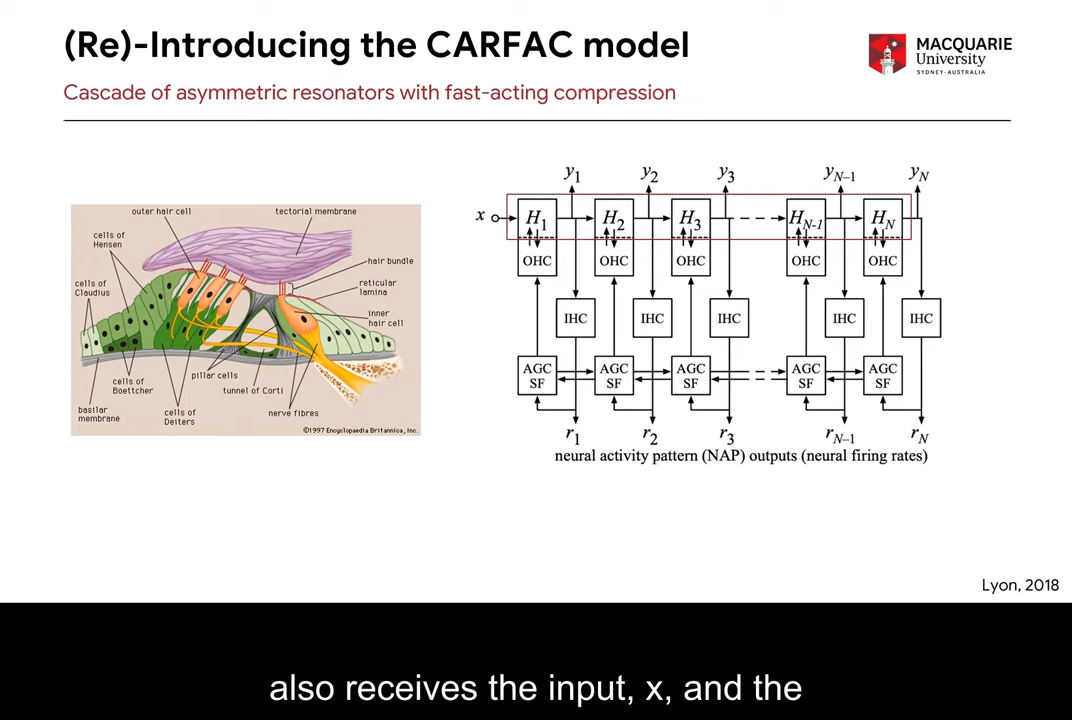 (Re)-Introducing the CARFAC model
MACQUARIE
University
SYDNEY-AUSTRALIA
Cascade of asymmetric resonators with fast-acting compression
outer hair cell
tectorial membrane
cells of
Hensen
hair bundle
cells of
Claudius
reticular
lamina
inner
hair cell
pillar cells
cells of
Boettcher
tunnel of Corti
basilar
membrane
cells of
Deiters
nerve fibres
©1997 Encyclopaedia Britannica, Inc.
y1 y2 y3 yN–1 yN
x H1 H2 H3 HN-1 HN
OHC OHC OHC OHC OHC
IHC IHC IHC IHC IHC
AGC AGC AGC AGC AGC
SF SF SF SF SF
r1 r2 r3 rN–1 rN
neural activity pattern (NAP) outputs (neural firing rates)
Lyon, 2018
also receives the input, x, and the